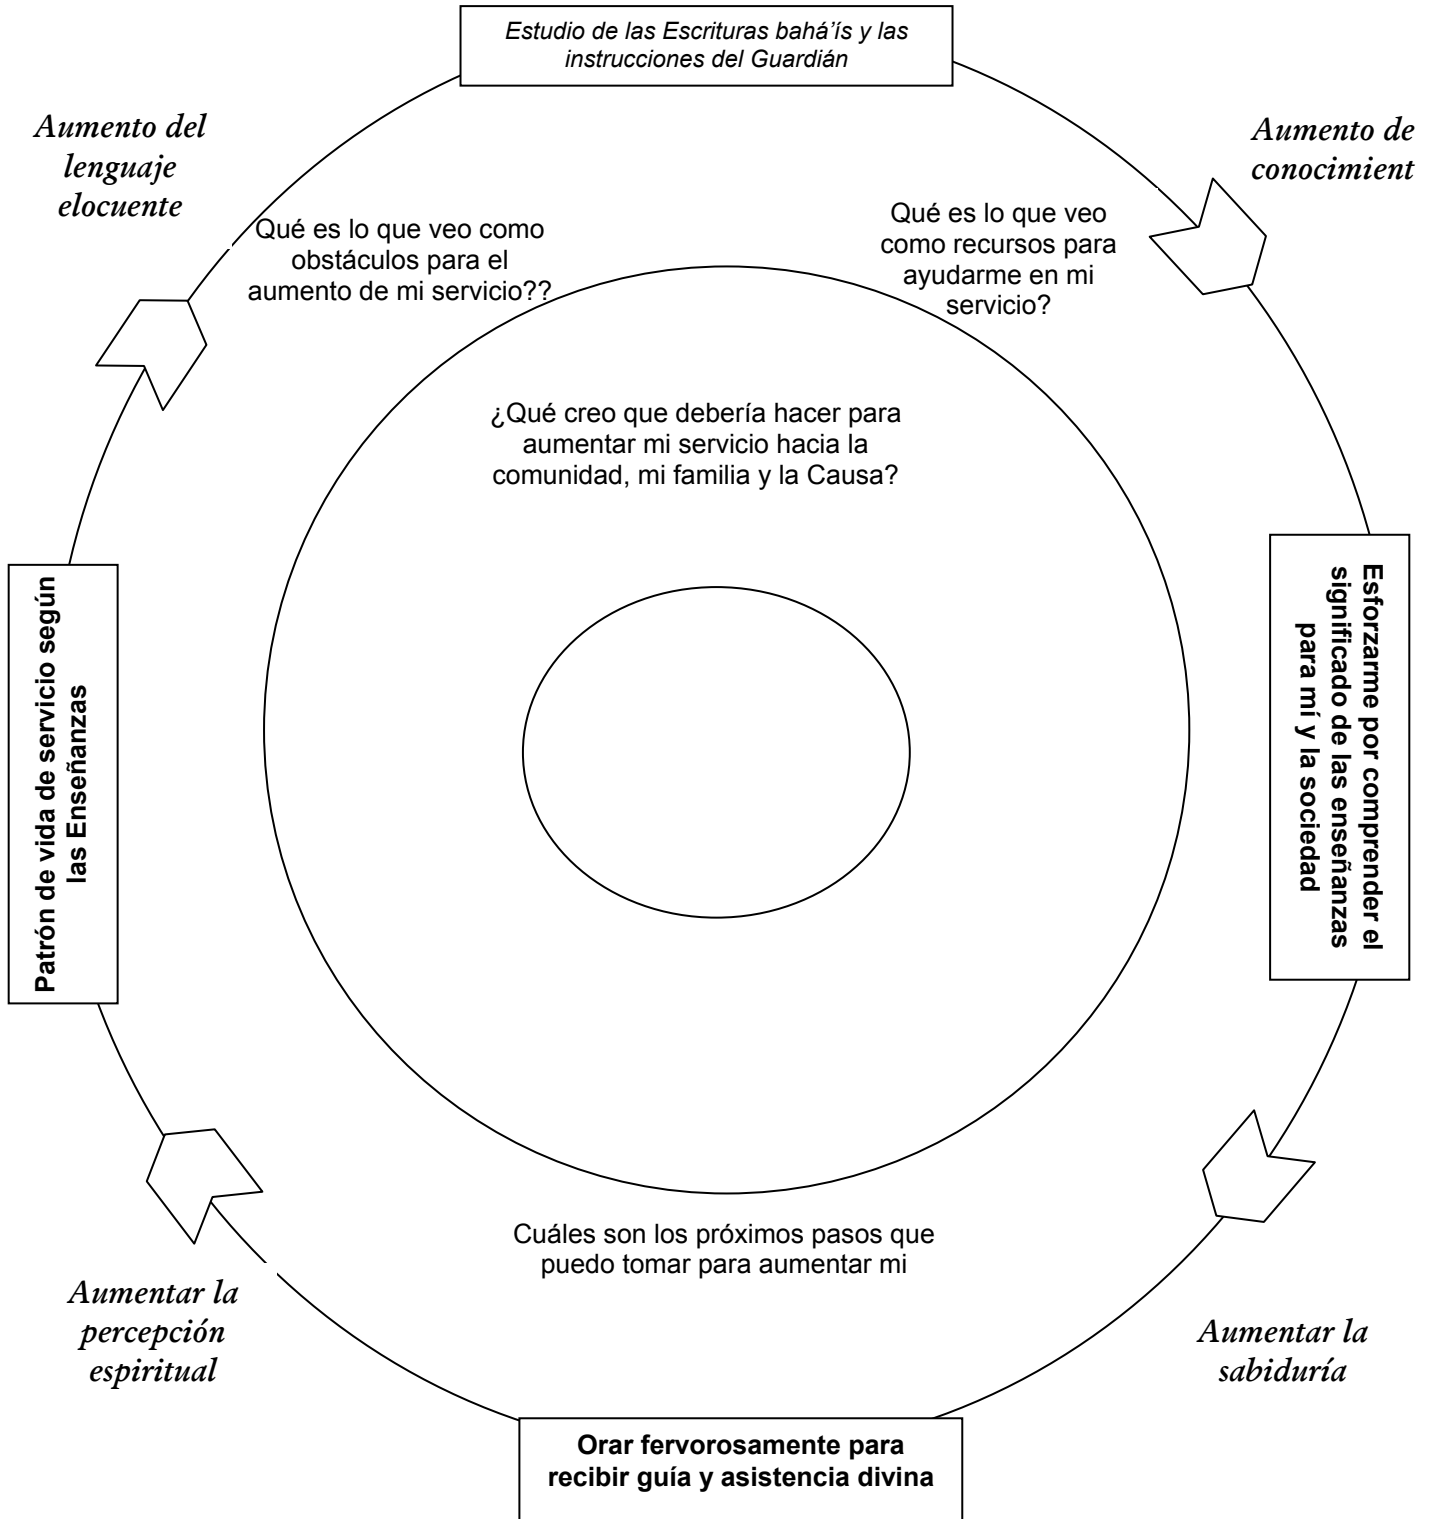 Estudio de las Escrituras bahá’ís y las
instrucciones del Guardián
Aumento del
lenguaje
elocuente
Aumento de
conocimient
Qué es lo que veo como
obstáculos para el
aumento de mi servicio??
Qué es lo que veo
como recursos para
ayudarme en mi
servicio?
¿Qué creo que debería hacer para
aumentar mi servicio hacia la
comunidad, mi familia y la Causa?
Patrón de vida de servicio según
las Enseñanzas
Esforzarme por comprender el
significado de las enseñanzas
para mí y la sociedad
Cuáles son los próximos pasos que
puedo tomar para aumentar mi
Aumentar la
percepción
espiritual
Aumentar la
sabiduría
Orar fervorosamente para
recibir guía y asistencia divina